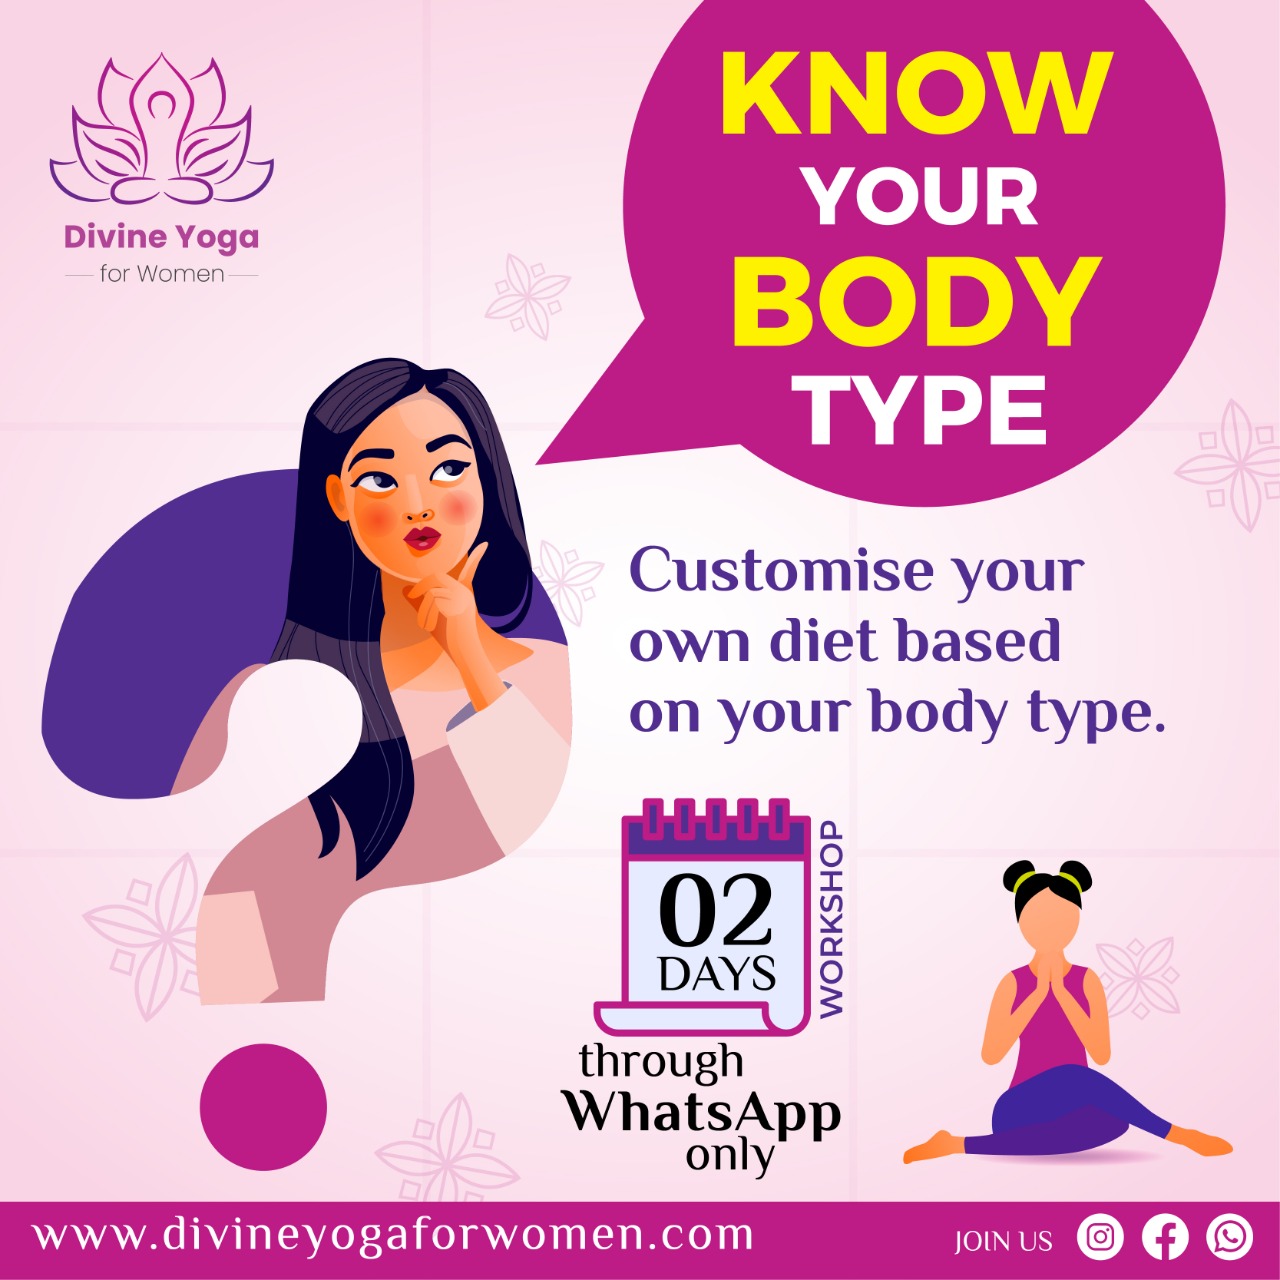 Divine Yoga
for Women
KNOW
YOUR
BODY
TYPE
Customise your
own diet based
on your body type.
02
DAYS
WORKSHOP
through
WhatsApp
only
www.divineyogaforwomen.com
JOIN US